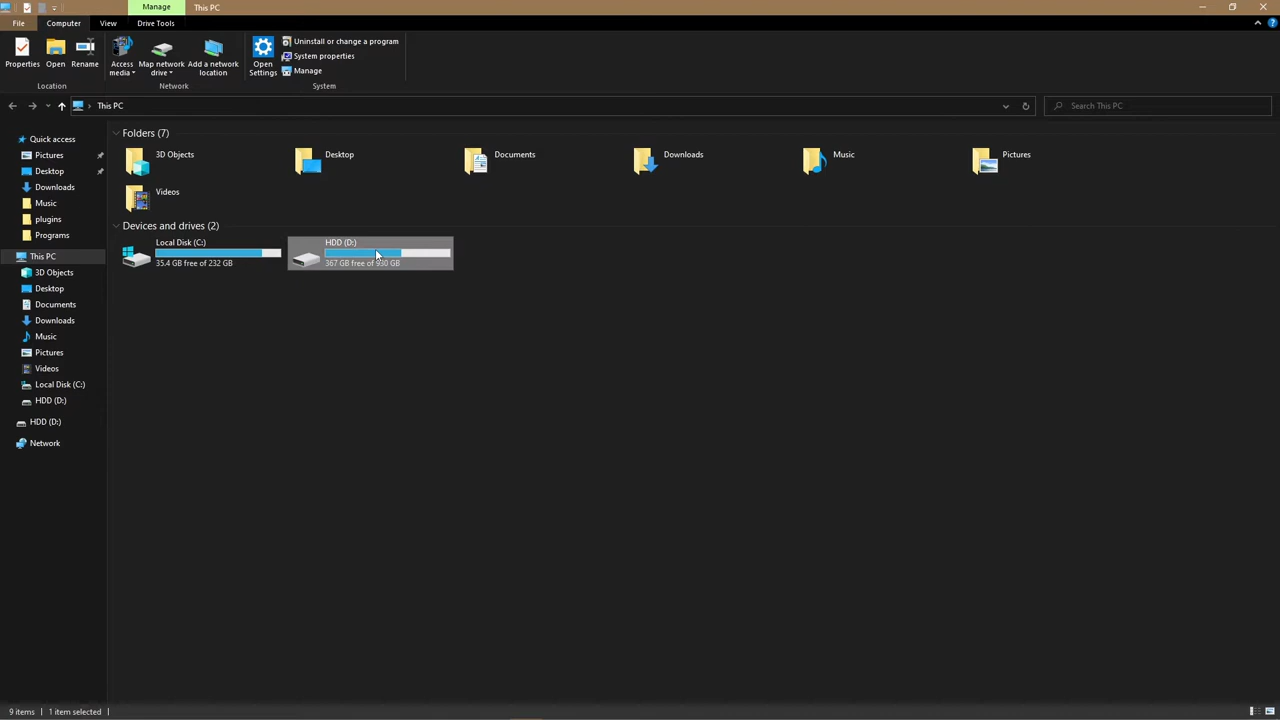 Manage
This PC
File
Computer
View
Drive Tools
Properties
Open
Rename
Access
media
Map network
drive
Add a network
location
Open
Settings
Uninstall or change a program
System properties
Manage
Location
Network
System
This PC
Search This PC
Quick access
Pictures
Desktop
Downloads
Music
plugins
Programs
This PC
3D Objects
Desktop
Documents
Downloads
Music
Pictures
Videos
Local Disk (C:)
HDD (D:)
HDD (D:)
Network
Folders (7)
3D Objects
Desktop
Documents
Downloads
Music
Pictures
Videos
Devices and drives (2)
Local Disk (C:)
35.4 GB free of 232 GB
HDD (D:)
367 GB free of 930 GB
9 items
1 item selected